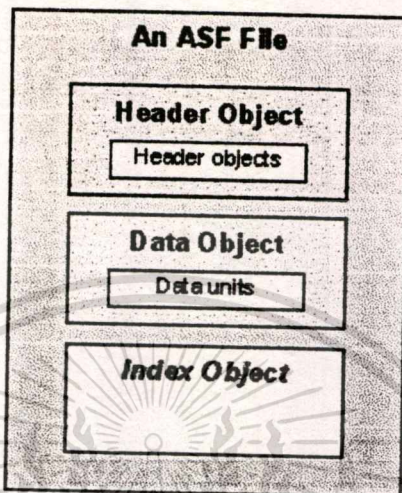 An ASF File
Header Object
Header objects
Data Object
Data units
Index Object